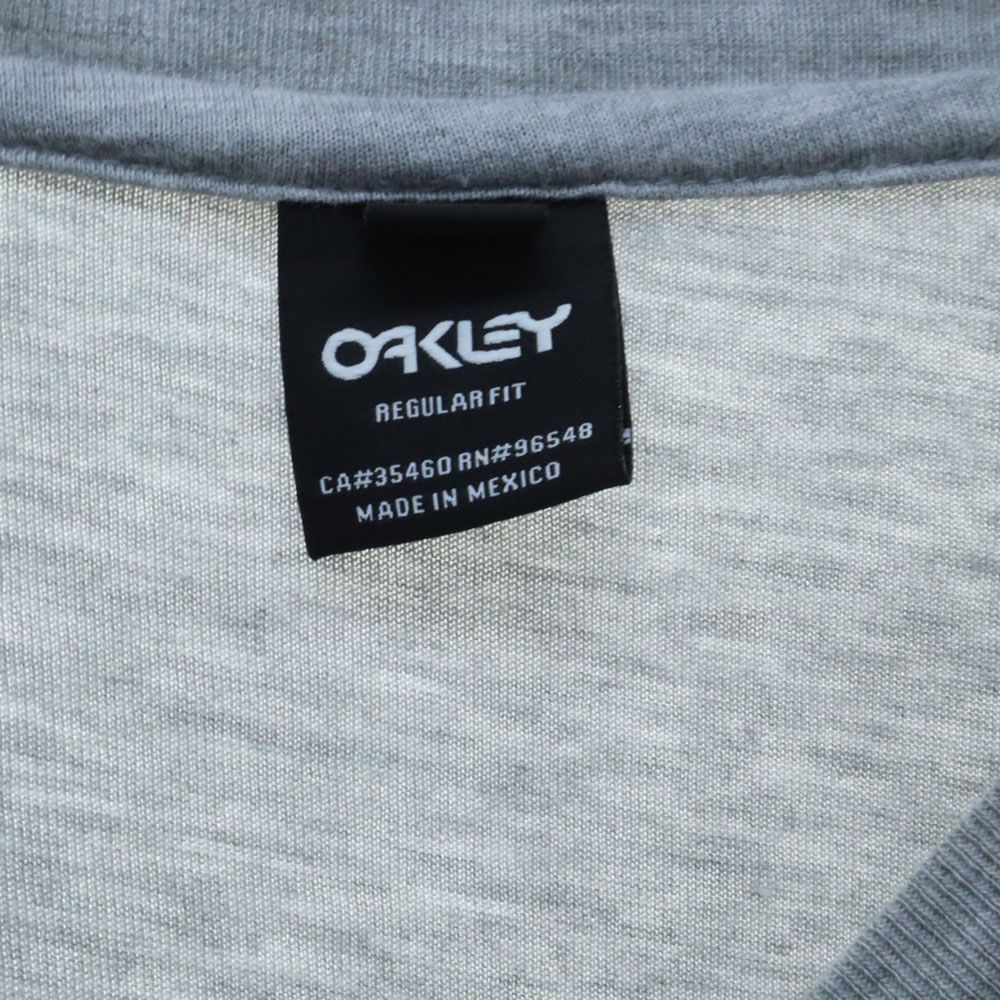 OAKLEY
REGULAR FIT
CA#35460 RN#96548
MADE IN MEXICO